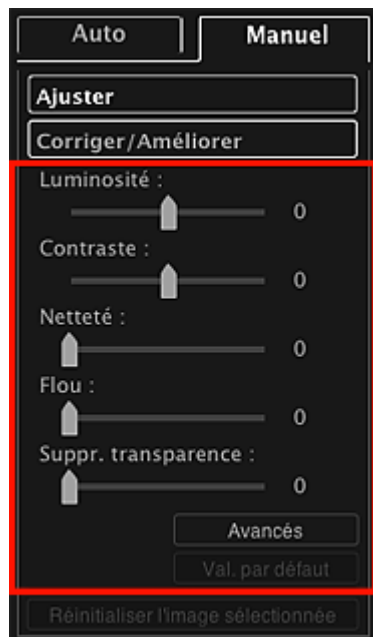 Auto Manuel
Ajuster
Corriger/Améliorer
Luminosité :
0
Contraste :
0
Netteté :
0
Flou :
0
Suppr. transparence :
0
Avancés
Val. par défaut
Réinitialiser l'image sélectionnée